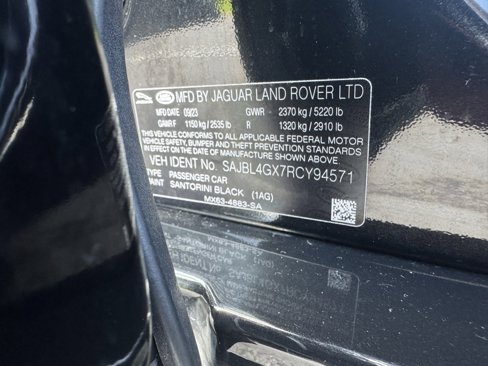 MFD BY JAGUAR LAND ROVER LTD
MFD DATE 09/23 GVWR 2370 kg / 5220 lb
GAWR F 1150 kg / 2535 lb R 1320 kg / 2910 lb
THIS VEHICLE CONFORMS TO ALL APPLICABLE FEDERAL MOTOR
VEHICLE SAFETY, BUMPER AND THEFT PREVENTION STANDARDS
IN EFFECT ON THE DATE OF MANUFACTURE SHOWN ABOVE.
VEH IDENT No. SAJBL4GX7RCY94571
TYPE PASSENGER CAR
PAINT SANTORINI BLACK (1AG)
MX63-4863-SA